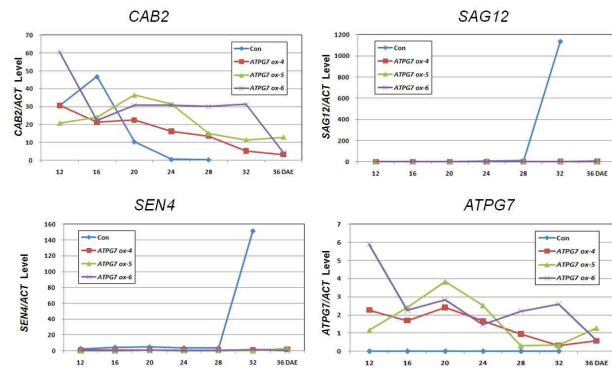 CAB2
CAB2/ACT Level
70
60
50
40
30
20
10
0
12 16 20 24 28 32 36 DAE
Con
ATPG7 ox-4
ATPG7 ox-5
ATPG7 ox-6
SAG12
SAG12/ACT Level
1200
1000
800
600
400
200
0
12 16 20 24 28 32 36 DAE
Con
ATPG7 ox-4
ATPG7 ox-5
ATPG7 ox-6
SEN4
SEN4/ACT Level
160
140
120
100
80
60
40
20
0
12 16 20 24 28 32 36 DAE
Con
ATPG7 ox-4
ATPG7 ox-5
ATPG7 ox-6
ATPG7
ATPG7/ACT Level
7
6
5
4
3
2
1
0
12 16 20 24 28 32 36 DAE
Con
ATPG7 ox-4
ATPG7 ox-5
ATPG7 ox-6